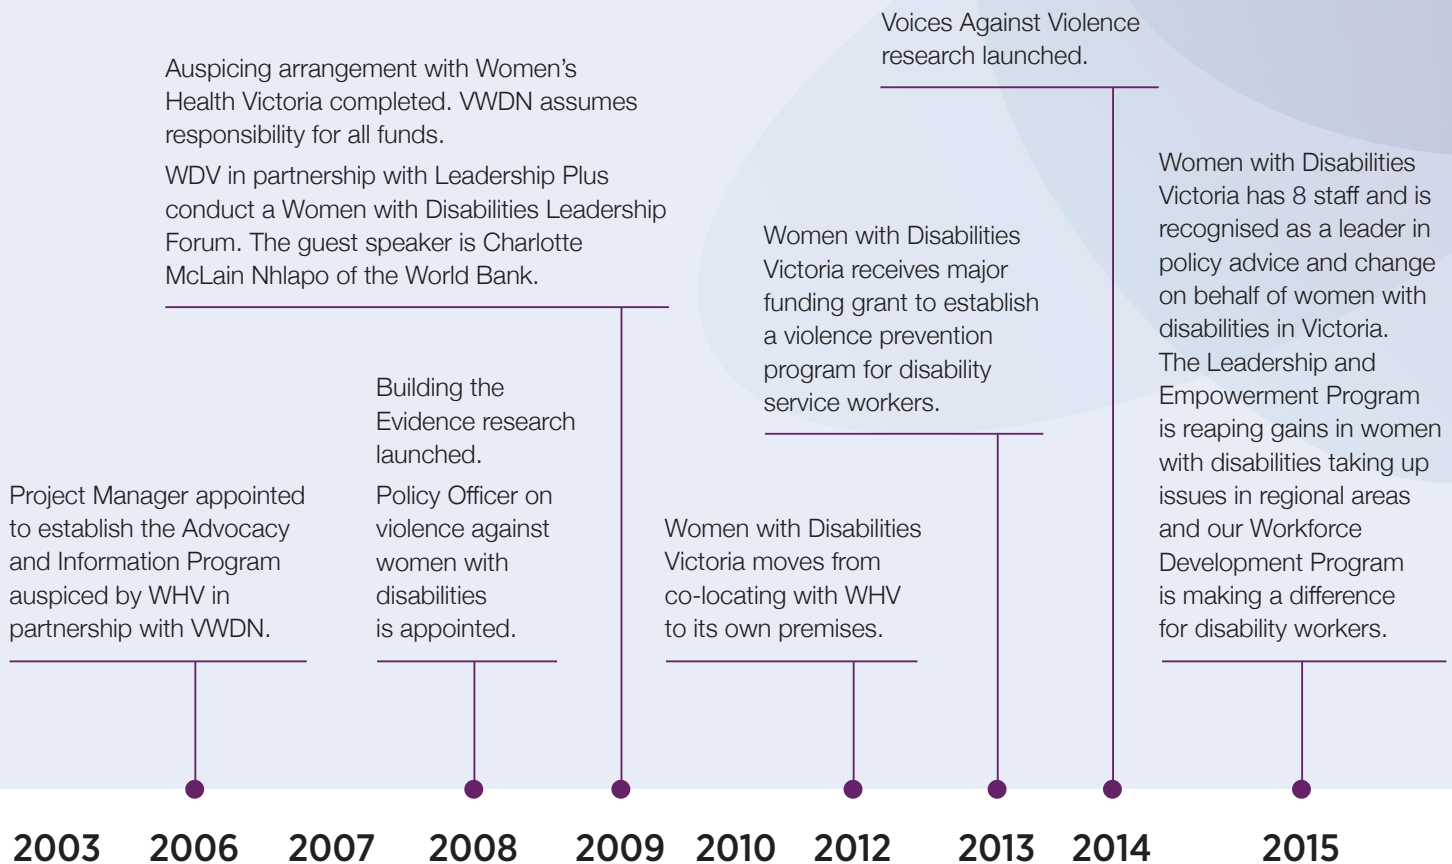 Project Manager appointed
to establish the Advocacy
and Information Program
auspiced by WHV in
partnership with VWDN.
Building the
Evidence research
launched.
Policy Officer on
violence against
women with
disabilities
is appointed.
Auspicing arrangement with Women’s
Health Victoria completed. VWDN assumes
responsibility for all funds.
WDV in partnership with Leadership Plus
conduct a Women with Disabilities Leadership
Forum. The guest speaker is Charlotte
McLain Nhlapo of the World Bank.
Women with Disabilities
Victoria moves from
co-locating with WHV
to its own premises.
Women with Disabilities
Victoria receives major
funding grant to establish
a violence prevention
program for disability
service workers.
Voices Against Violence
research launched.
Women with Disabilities
Victoria has 8 staff and is
recognised as a leader in
policy advice and change
on behalf of women with
disabilities in Victoria.
The Leadership and
Empowerment Program
is reaping gains in women
with disabilities taking up
issues in regional areas
and our Workforce
Development Program
is making a difference
for disability workers.
2003 2006 2007 2008 2009 2010 2012 2013 2014 2015